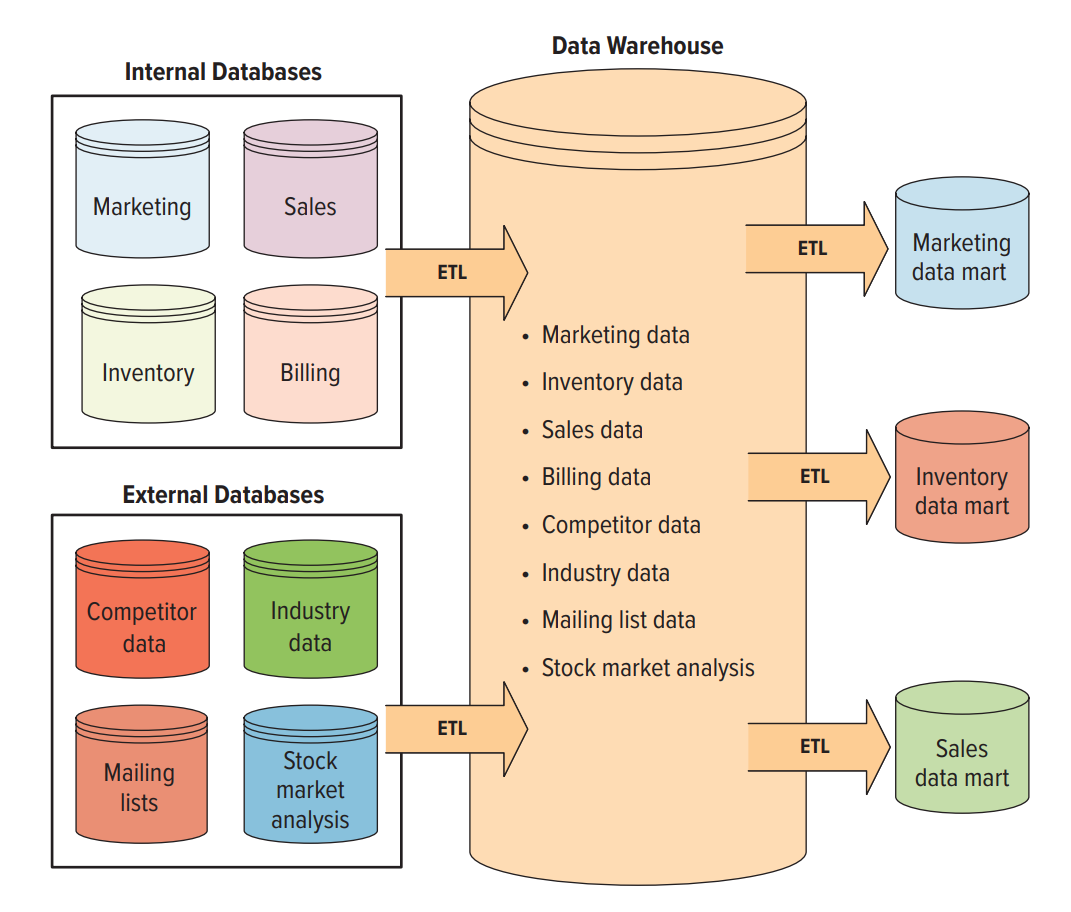 Data Warehouse
Internal Databases
Marketing
Sales
Inventory
Billing
ETL
External Databases
Competitor
data
Industry
data
Mailing
lists
Stock
market
analysis
ETL
• Marketing data
• Inventory data
• Sales data
• Billing data
• Competitor data
• Industry data
• Mailing list data
• Stock market analysis
ETL
Marketing
data mart
ETL
Inventory
data mart
ETL
Sales
data mart